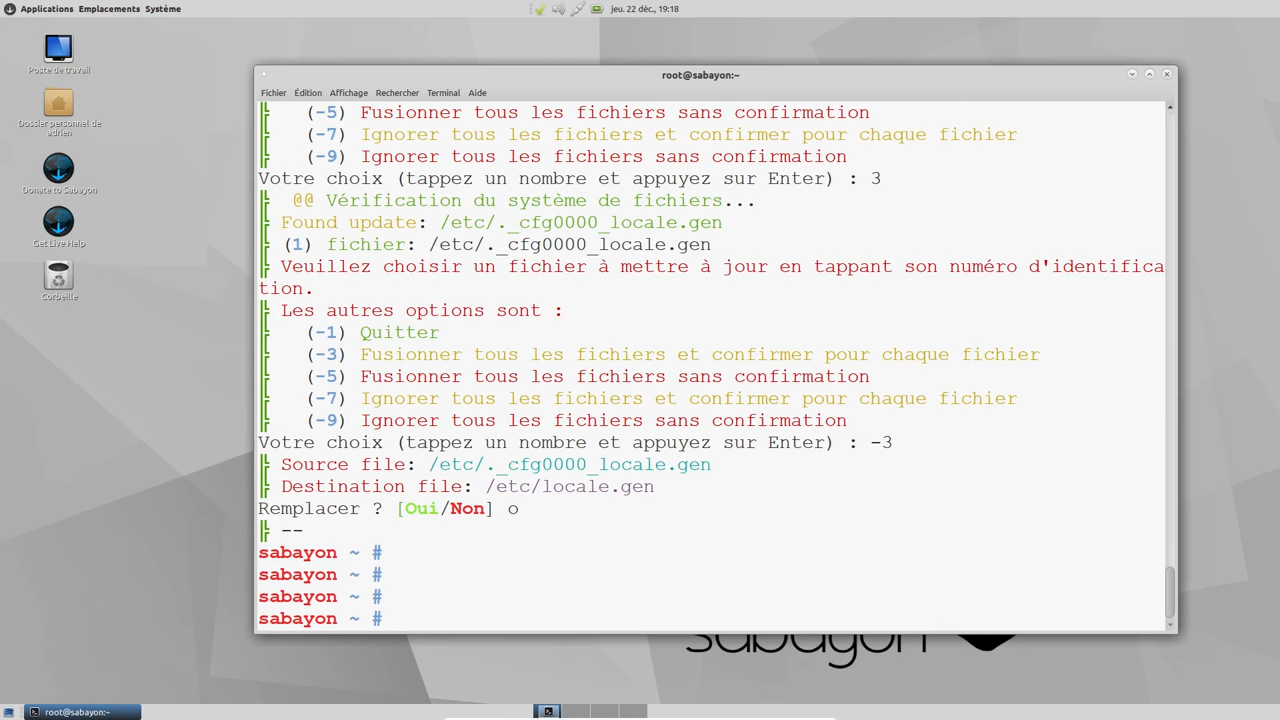 Applications Emplacements Système
jeu. 22 déc., 19:18
Poste de travail
Dossier personnel de
adrien
Donate to Sabayon
Get Live Help
Corbeille
root@sabayon:~
Fichier Édition Affichage Rechercher Terminal Aide
(-5) Fusionner tous les fichiers sans confirmation
(-7) Ignorer tous les fichiers et confirmer pour chaque fichier
(-9) Ignorer tous les fichiers sans confirmation
Votre choix (tappez un nombre et appuyez sur Enter) : 3
@@ Vérification du système de fichiers...
Found update: /etc/._cfg0000_locale.gen
(1) fichier: /etc/._cfg0000_locale.gen
Veuillez choisir un fichier à mettre à jour en tappant son numéro d'identifica
tion.
Les autres options sont :
(-1) Quitter
(-3) Fusionner tous les fichiers et confirmer pour chaque fichier
(-5) Fusionner tous les fichiers sans confirmation
(-7) Ignorer tous les fichiers et confirmer pour chaque fichier
(-9) Ignorer tous les fichiers sans confirmation
Votre choix (tappez un nombre et appuyez sur Enter) : -3
Source file: /etc/._cfg0000_locale.gen
Destination file: /etc/locale.gen
Remplacer ? [Oui/Non] o
--
sabayon ~ #
sabayon ~ #
sabayon ~ #
sabayon ~ #
sabayon
root@sabayon:~